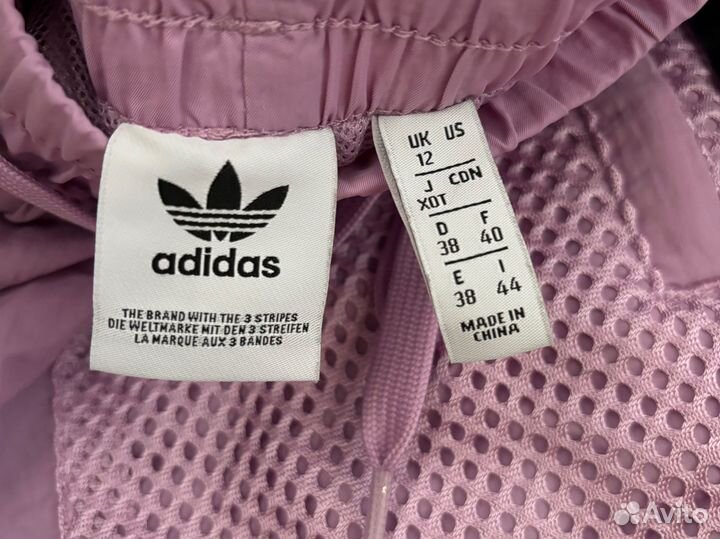 adidas
THE BRAND WITH THE 3 STRIPES
DIE WELTMARKE MIT DEN 3 STREIFEN
LA MARQUE AUX 3 BANDES
UK US
12
J CDN
XOT
D F
38 40
E I
38 44
MADE IN
CHINA
Avito